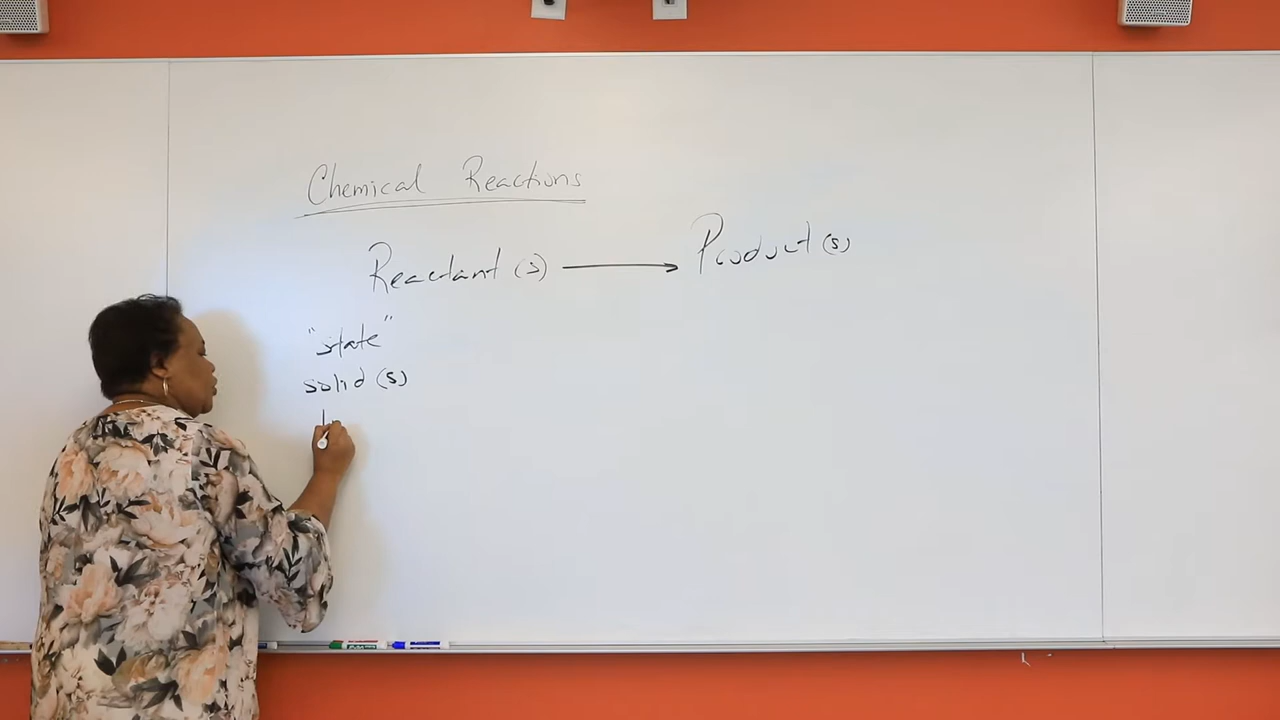 Chemical Reactions
Reactant (s) → Product (s)
"state"
solid (s)